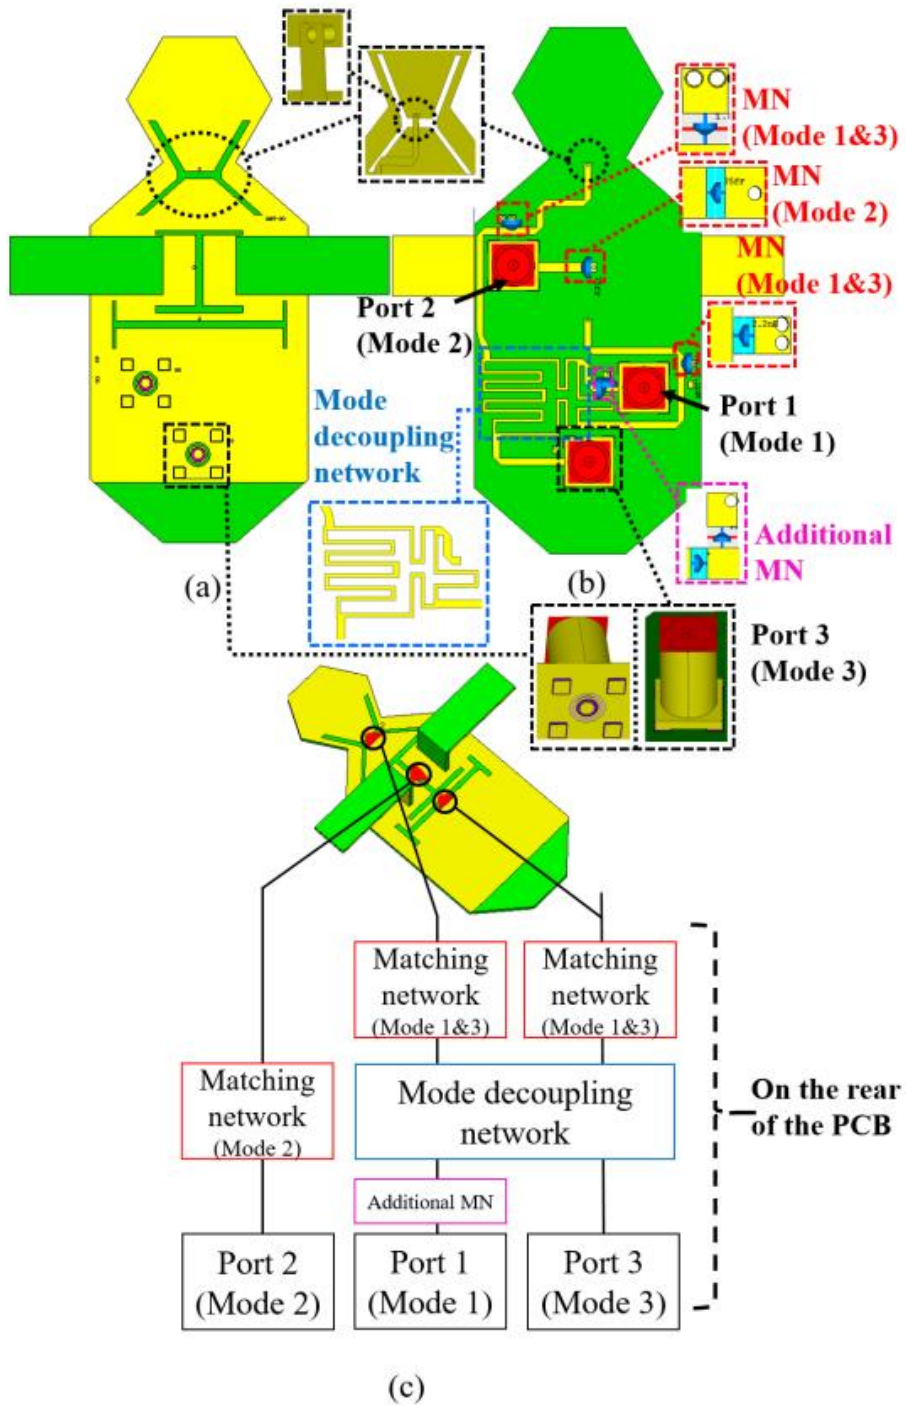 MN
(Mode 1&3)
MN
(Mode 2)
MN
(Mode 1&3)
Port 2
(Mode 2)
Port 1
(Mode 1)
Mode
decoupling
network
Additional
MN
(a)
(b)
Port 3
(Mode 3)
Matching
network
(Mode 1&3)
Matching
network
(Mode 1&3)
Matching
network
(Mode 2)
Mode decoupling
network
On the rear
of the PCB
Additional MN
Port 2
(Mode 2)
Port 1
(Mode 1)
Port 3
(Mode 3)
(c)